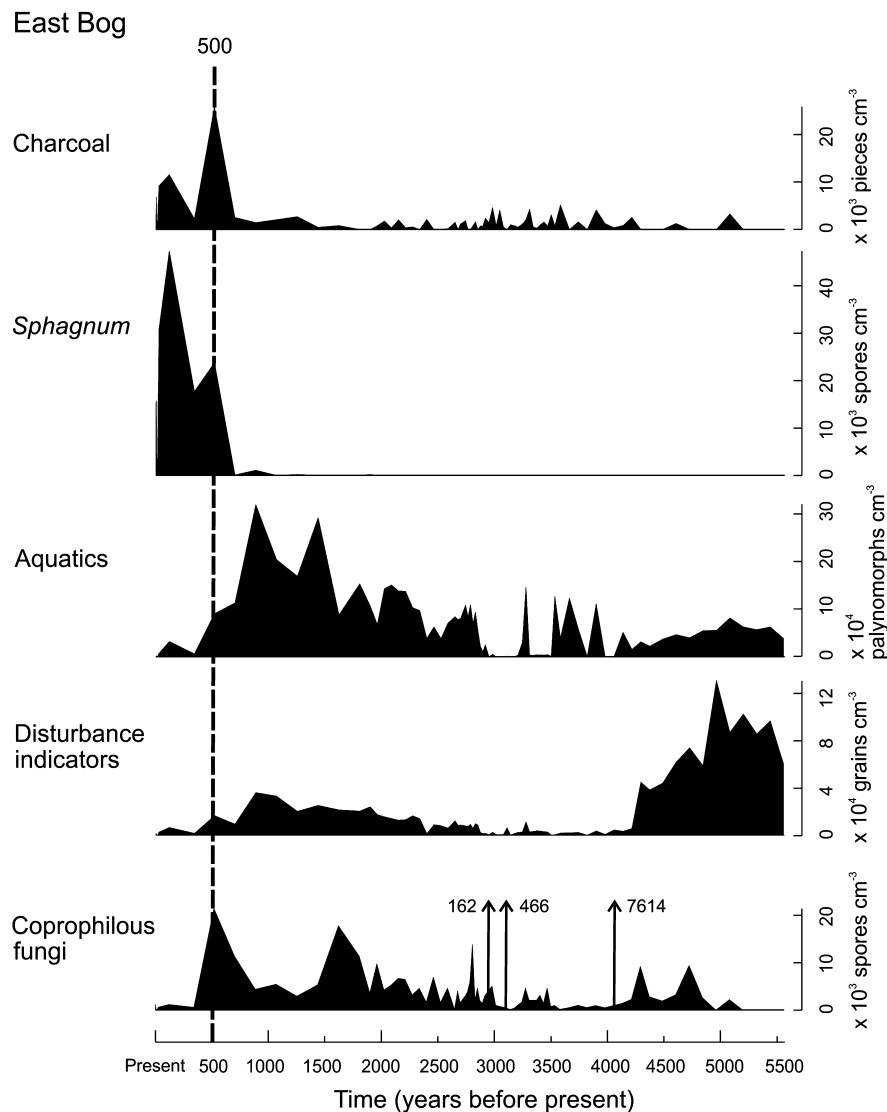 East Bog
500
Charcoal
20
10
0
x 10³ pieces cm⁻³
Sphagnum
40
30
20
10
0
x 10³ spores cm⁻³
Aquatics
30
20
10
0
x 10⁴
palynomorphs cm⁻³
Disturbance
indicators
12
8
4
0
x 10⁴ grains cm⁻³
Coprophilous
fungi
162
466
7614
20
10
0
x 10³ spores cm⁻³
Present 500 1000 1500 2000 2500 3000 3500 4000 4500 5000 5500
Time (years before present)